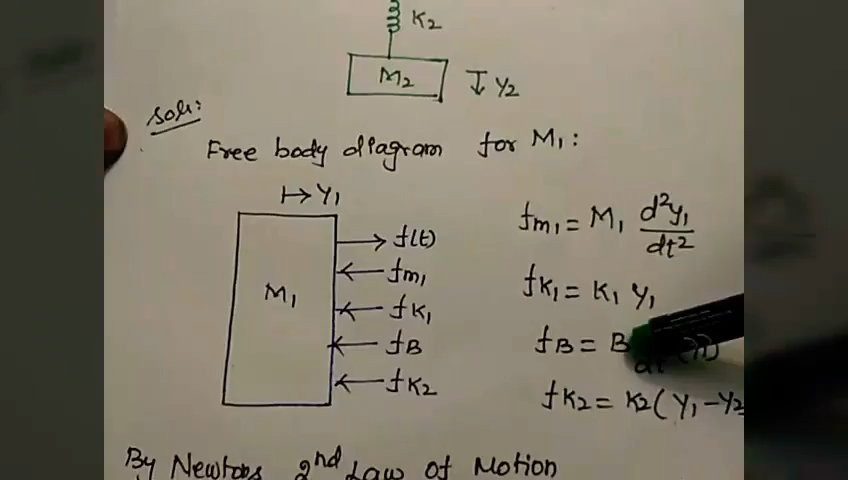 K2
M2 Y2
Soln:
Free body diagram for M1:
Y1
M1
f(t)
fm1
fK1
fB
fK2
fm1 = M1 d²y1/dt²
fK1 = K1 Y1
fB = B
fK2 = K2 (Y1 - Y2
By Newtons 2nd Law of Motion